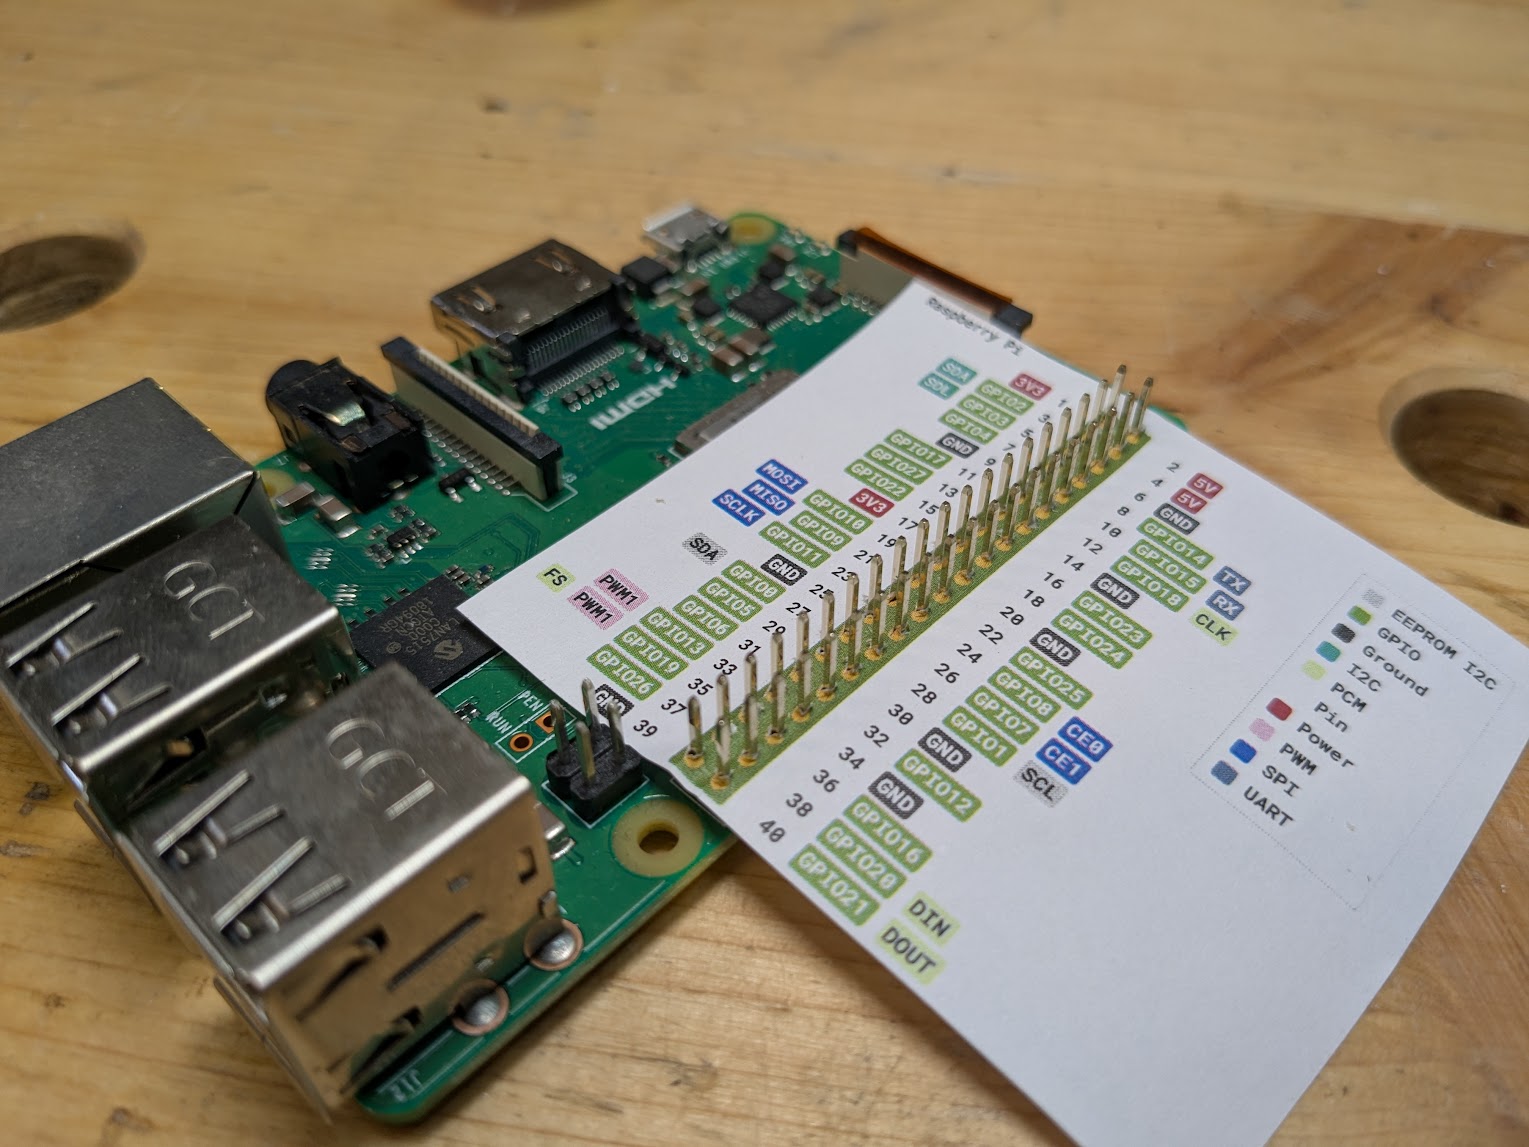 Raspberry Pi
3V3
SDA GPIO2
SDL GPIO3
GPIO4
GND
GPIO17
GPIO27
GPIO22
3V3
MOSI GPIO10
MISO GPIO9
SCLK GPIO11
GND
SDA GPIO0
GPIO5
GPIO6
PWM1 GPIO13
FS PWM1 GPIO19
GPIO26
GND
1
3
5
7
9
11
13
15
17
19
21
23
25
27
29
31
33
35
37
39
2 5V
4 5V
6 GND
8 GPIO14 TX
10 GPIO15 RX
12 GPIO18 CLK
14 GND
16 GPIO23
18 GPIO24
20 GND
22 GPIO25
24 GPIO8 CE0
26 GPIO7 CE1
28 GPIO1 SCL
30 GND
32 GPIO12
34 GND
36 GPIO16
38 GPIO20 DIN
40 GPIO21 DOUT
EEPROM I2C
GPIO
Ground
I2C
PCM
Pin
Power
PWM
SPI
UART
HDMI
GCT
GCT
PEN
RUN
J12